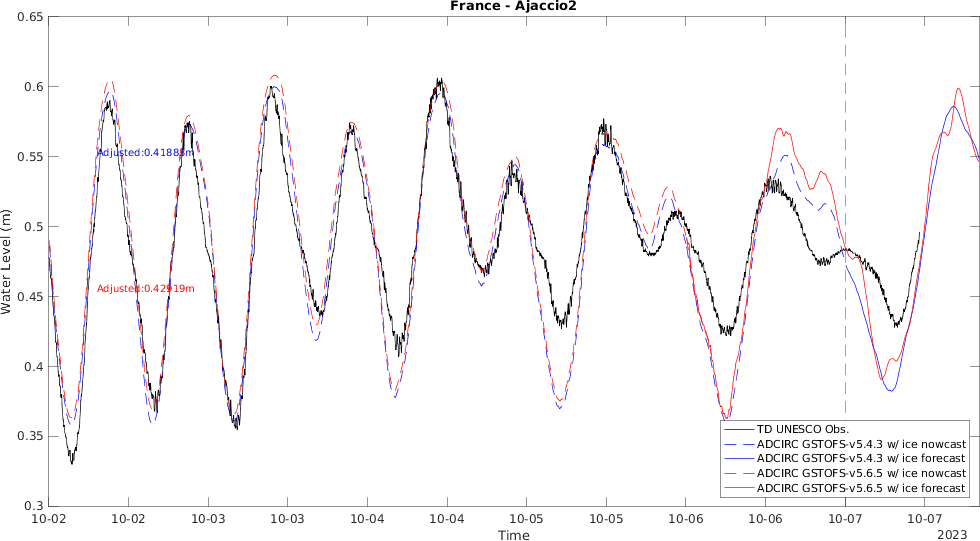 France - Ajaccio2
Water Level (m)
0.65
0.6
0.55
0.5
0.45
0.4
0.35
0.3
Adjusted:0.41883m
Adjusted:0.42919m
TD UNESCO Obs.
ADCIRC GSTOFS-v5.4.3 w/ ice nowcast
ADCIRC GSTOFS-v5.4.3 w/ ice forecast
ADCIRC GSTOFS-v5.6.5 w/ ice nowcast
ADCIRC GSTOFS-v5.6.5 w/ ice forecast
10-02 10-02 10-03 10-03 10-04 10-04 10-05 10-05 10-06 10-06 10-07 10-07
Time
2023